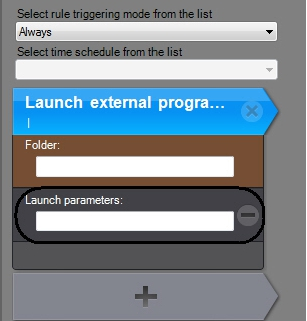 Select rule triggering mode from the list
Always
Select time schedule from the list
Launch external progra...
Folder:
Launch parameters: